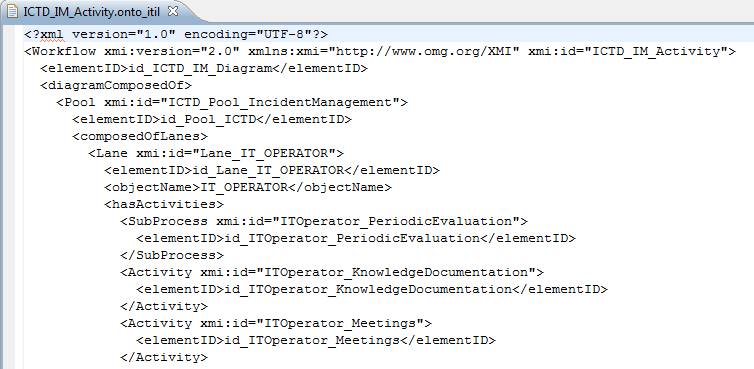 ICTD_IM_Activity.onto_itil
<?xml version="1.0" encoding="UTF-8"?>
<Workflow xmi:version="2.0" xmlns:xmi="http://www.omg.org/XMI" xmi:id="ICTD_IM_Activity">
<elementID>id_ICTD_IM_Diagram</elementID>
<diagramComposedOf>
<Pool xmi:id="ICTD_Pool_IncidentManagement">
<elementID>id_Pool_ICTD</elementID>
<composedOfLanes>
<Lane xmi:id="Lane_IT_OPERATOR">
<elementID>id_Lane_IT_OPERATOR</elementID>
<objectName>IT_OPERATOR</objectName>
<hasActivities>
<SubProcess xmi:id="ITOperator_PeriodicEvaluation">
<elementID>id_ITOperator_PeriodicEvaluation</elementID>
</SubProcess>
<Activity xmi:id="ITOperator_KnowledgeDocumentation">
<elementID>id_ITOperator_KnowledgeDocumentation</elementID>
</Activity>
<Activity xmi:id="ITOperator_Meetings">
<elementID>id_ITOperator_Meetings</elementID>
</Activity>